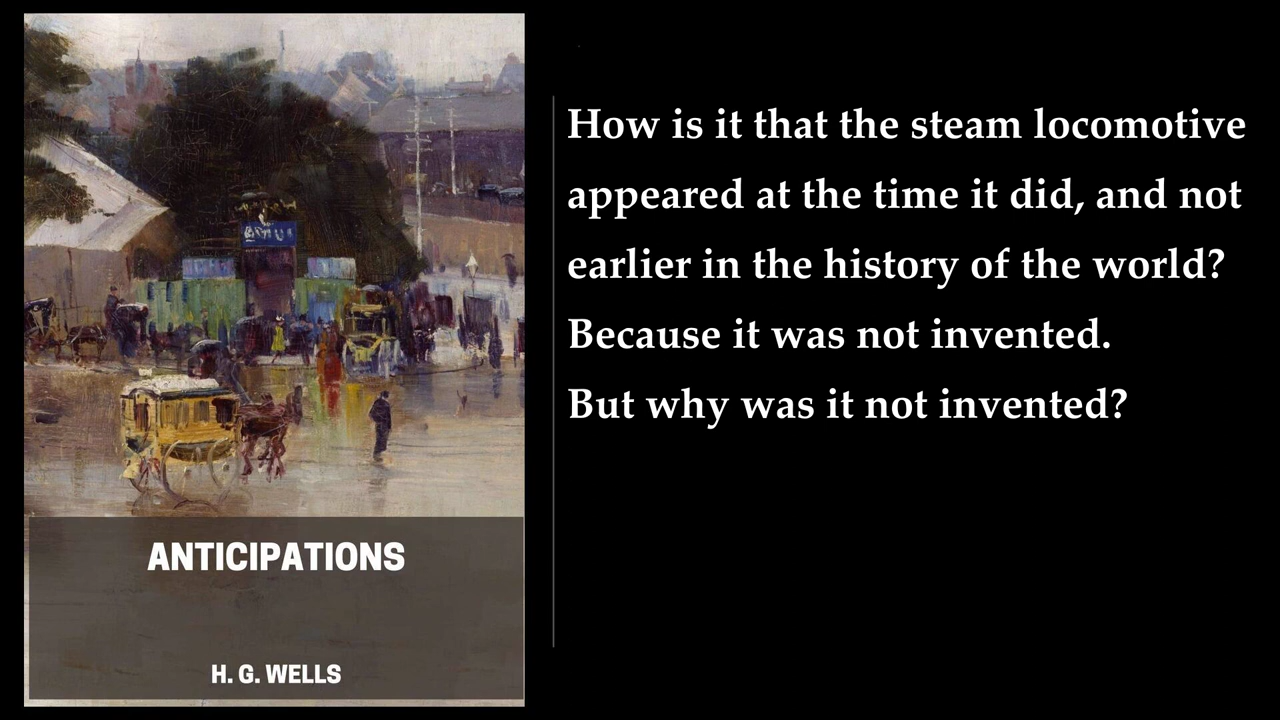 ANTICIPATIONS
H. G. WELLS
How is it that the steam locomotive
appeared at the time it did, and not
earlier in the history of the world?
Because it was not invented.
But why was it not invented?